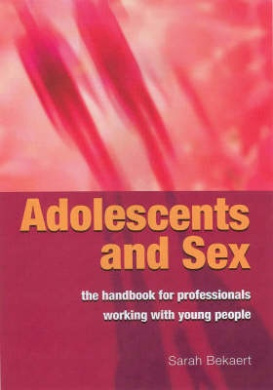 Adolescents
and Sex
the handbook for professionals
working with young people
Sarah Bekaert